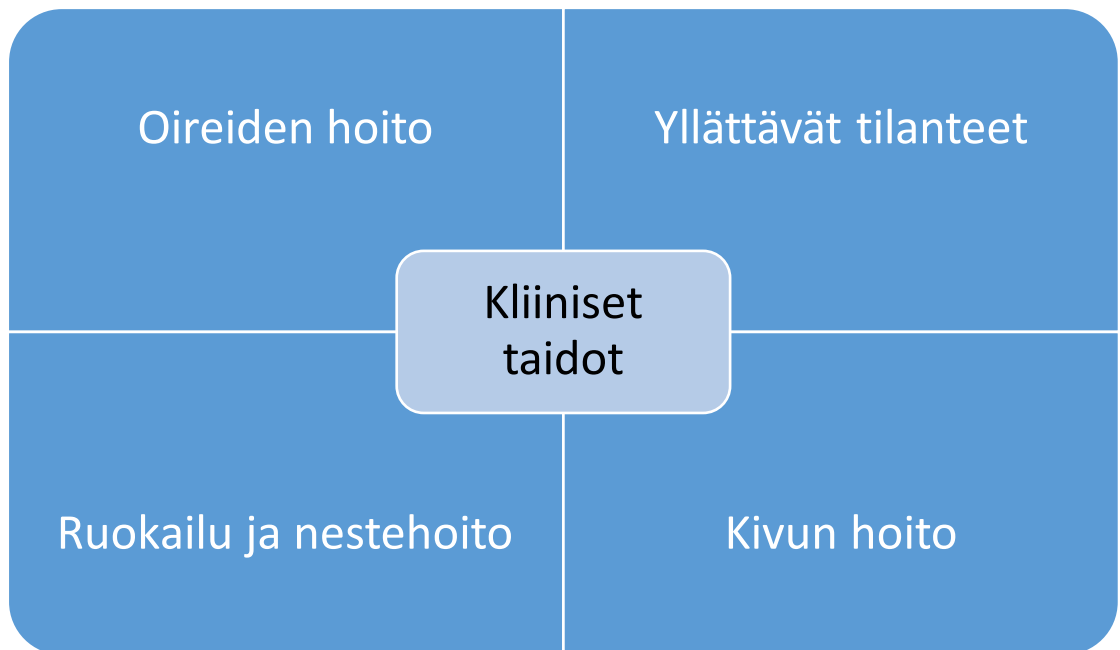 Oireiden hoito
Yllättävät tilanteet
Kliiniset
taidot
Ruokailu ja nestehoito
Kivun hoito